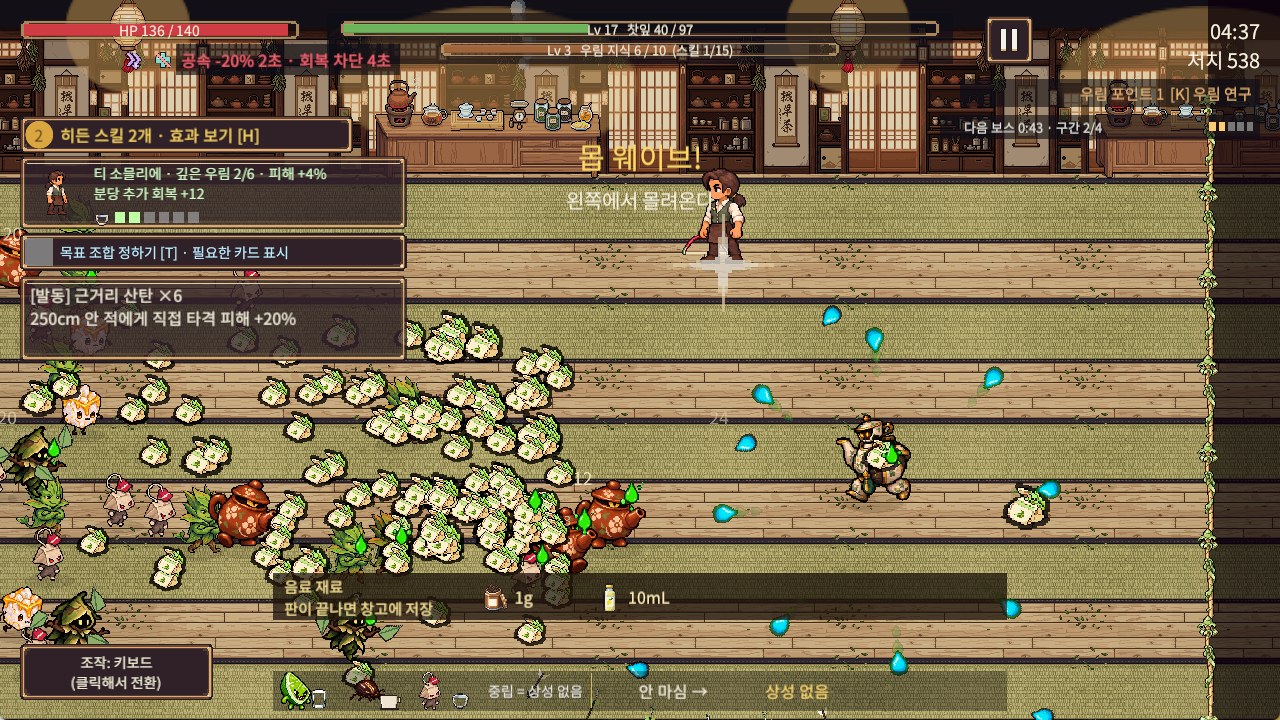 HP 136 / 140
Lv 17 찻잎 40 / 97
Lv 3 우림 지식 6 / 10 (스킬 1/15)
04:37
저치 538
공속 -20% 2초 · 회복 차단 4초
우림 포인트 1 [K] 우림 연구
다음 보스 0:43 · 구간 2/4
2 히든 스킬 2개 · 효과 보기 [H]
몹 웨이브!
왼쪽에서 몰려온다
티 소믈리에 · 깊은 우림 2/6 · 피해 +4%
분당 추가 회복 +12
목표 조합 정하기 [T] · 필요한 카드 표시
[발동] 근거리 산탄 ×6
250cm 안 적에게 직접 타격 피해 +20%
20
24
12
음료 재료
판이 끝나면 창고에 저장
1g
10mL
조작: 키보드
(클릭해서 전환)
중립 = 상성 없음
안 마심 →
상성 없음